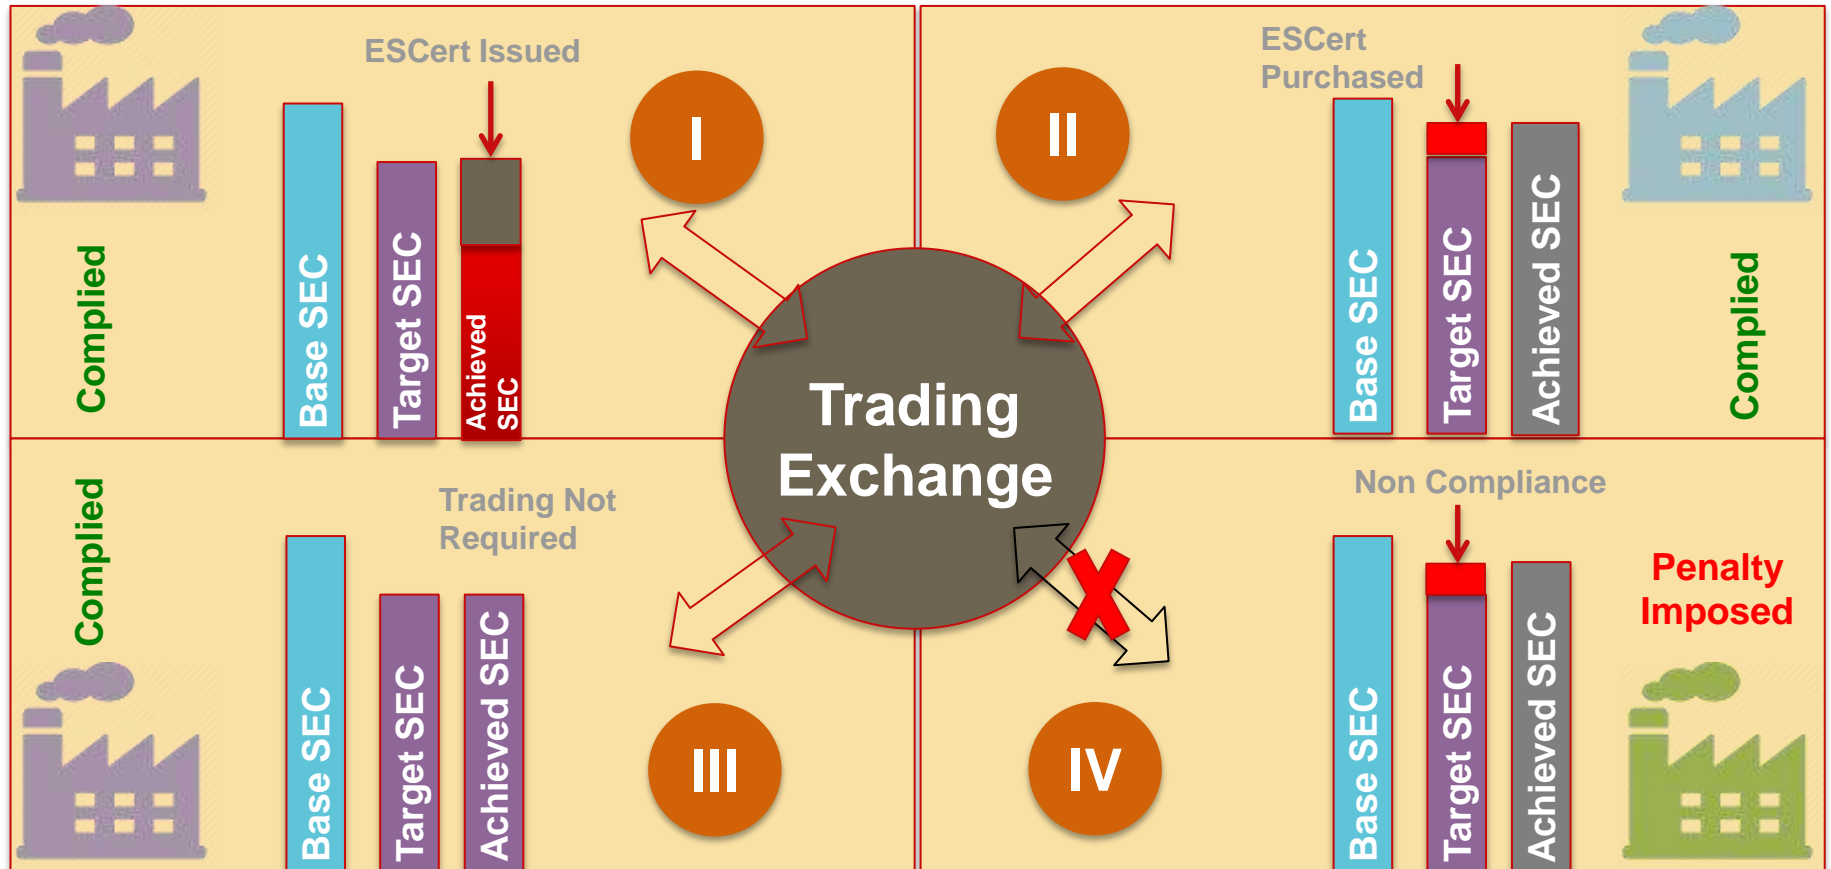 ESCert Issued
I
Complied
Base SEC
Target SEC
Achieved
SEC
ESCert
Purchased
II
Base SEC
Target SEC
Achieved SEC
Complied
Trading
Exchange
Complied
Trading Not
Required
Base SEC
Target SEC
Achieved SEC
III
Non Compliance
Penalty
Imposed
IV
Base SEC
Target SEC
Achieved SEC